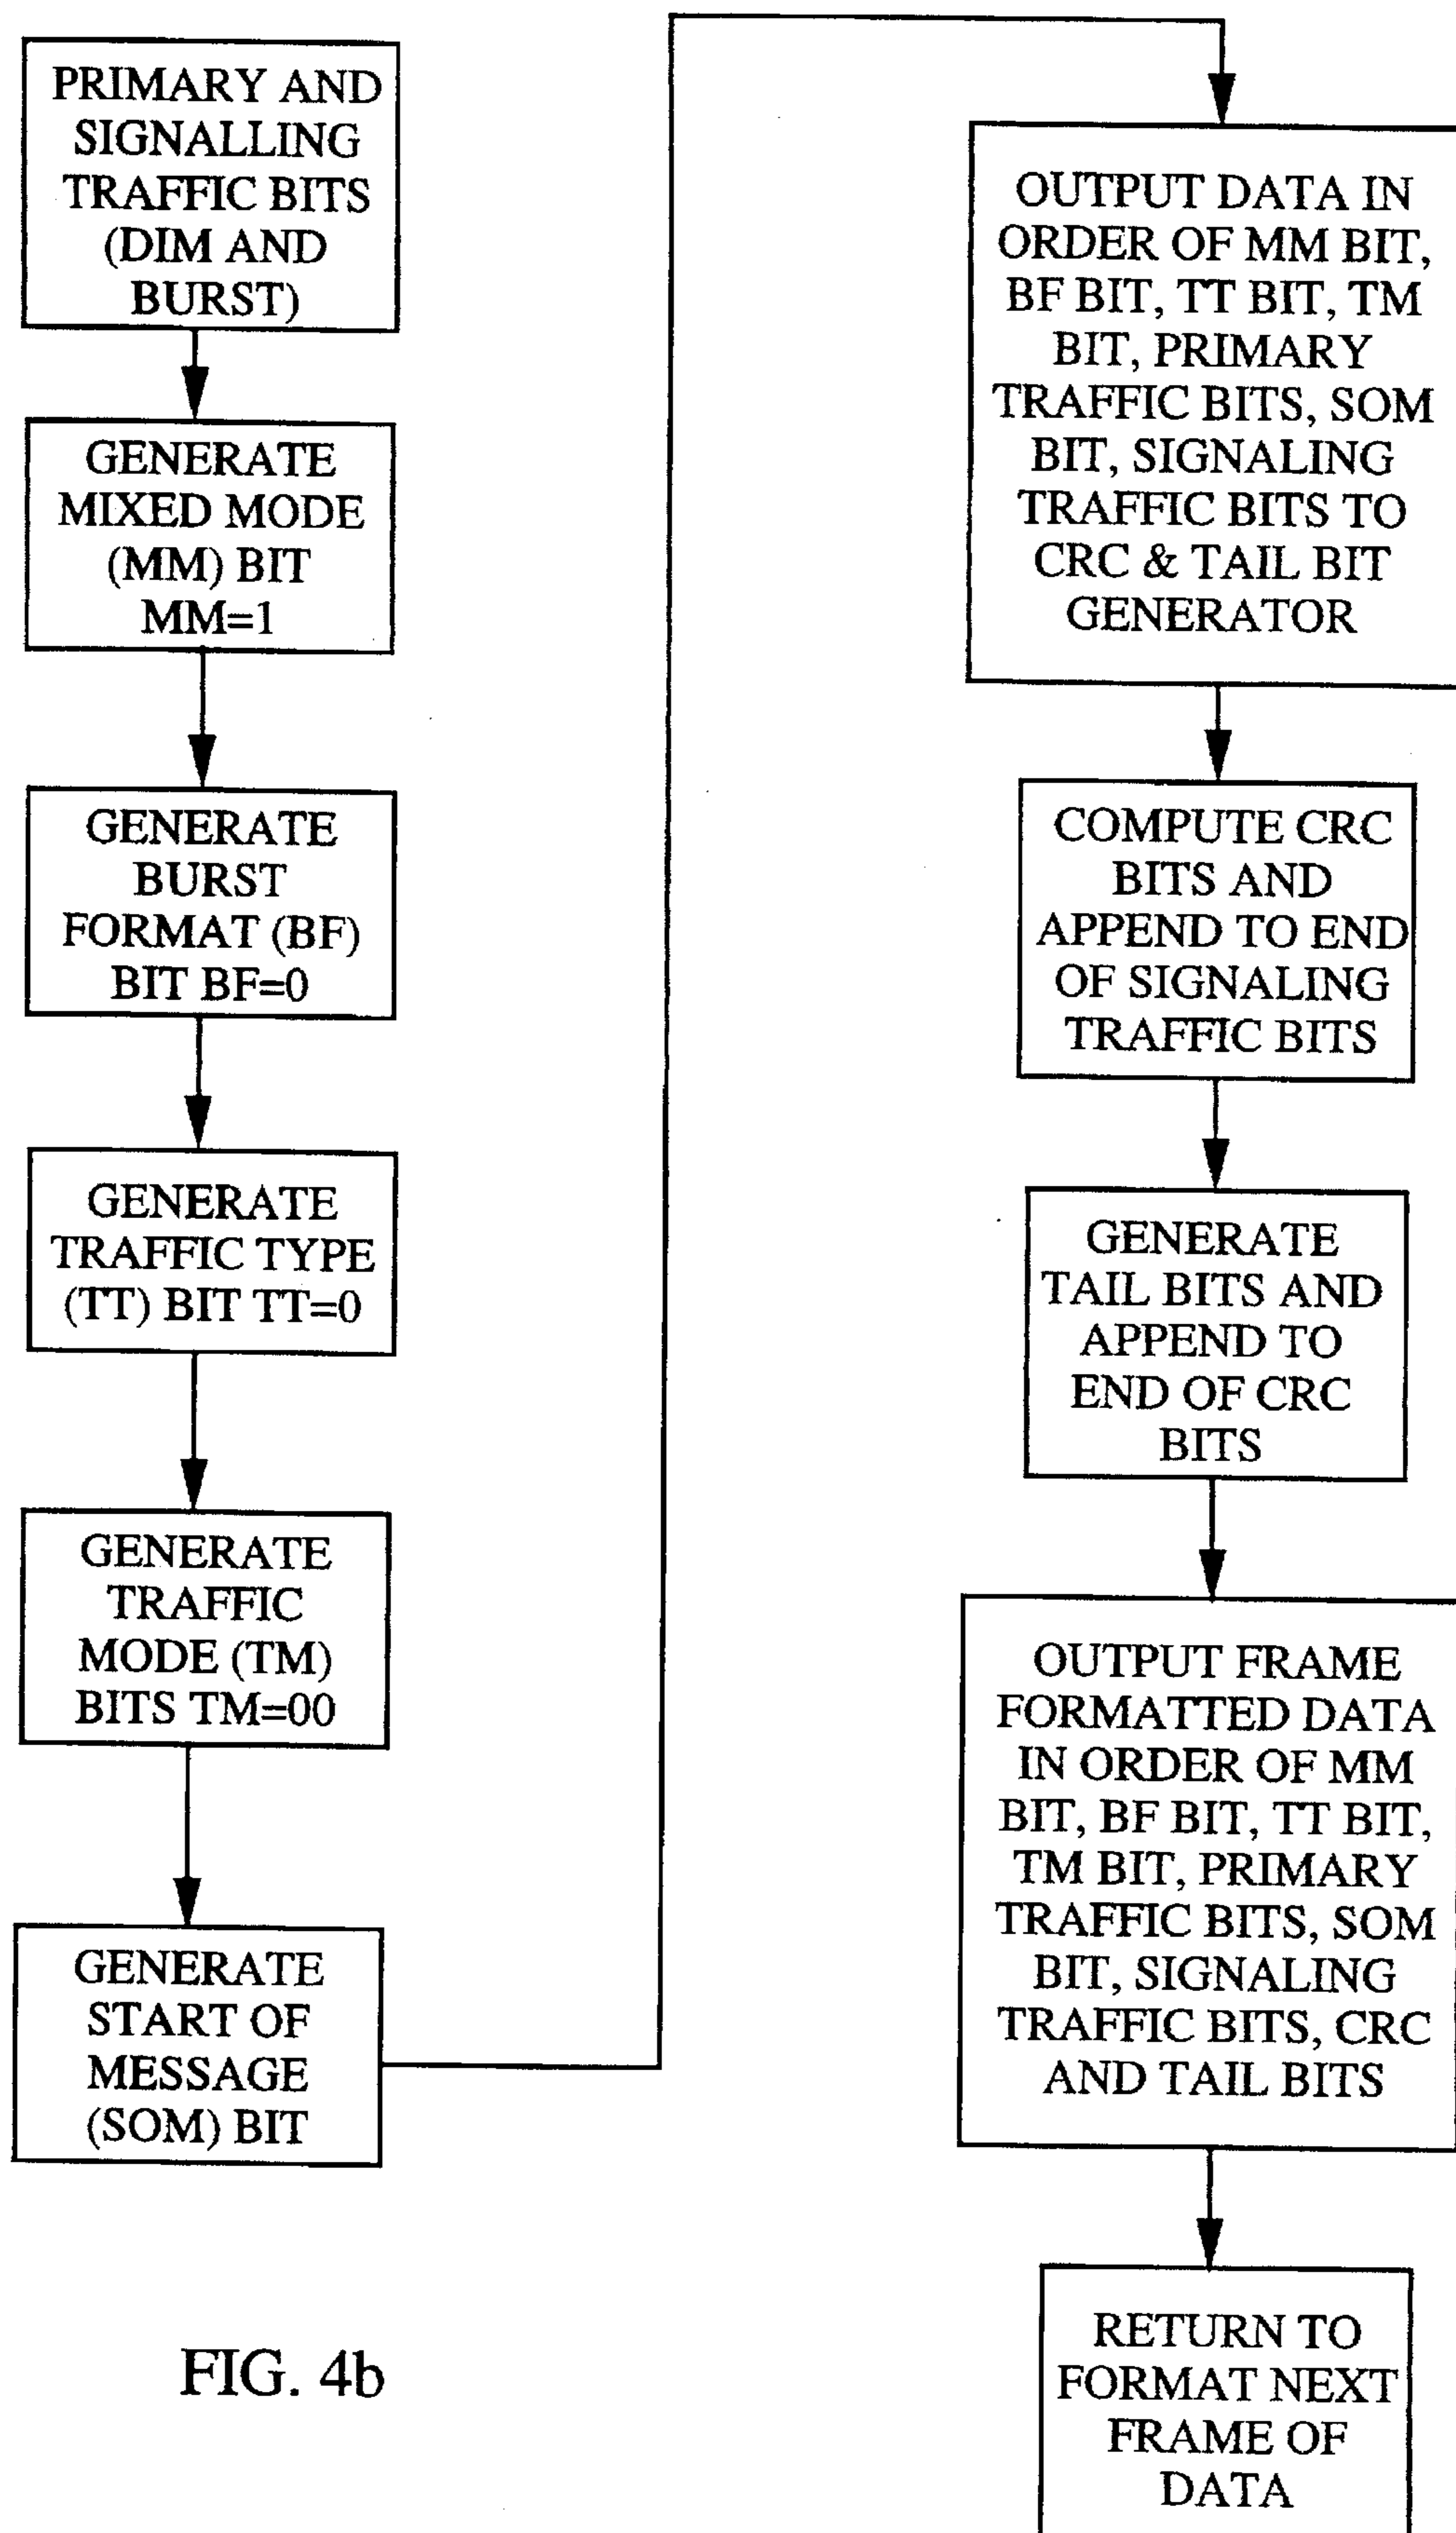 PRIMARY AND
SIGNALLING
TRAFFIC BITS
(DIM AND
BURST)
GENERATE
MIXED MODE
(MM) BIT
MM=1
GENERATE
BURST
FORMAT (BF)
BIT BF=0
GENERATE
TRAFFIC TYPE
(TT) BIT TT=0
GENERATE
TRAFFIC
MODE (TM)
BITS TM=00
GENERATE
START OF
MESSAGE
(SOM) BIT
OUTPUT DATA IN
ORDER OF MM BIT,
BF BIT, TT BIT, TM
BIT, PRIMARY
TRAFFIC BITS, SOM
BIT, SIGNALING
TRAFFIC BITS TO
CRC & TAIL BIT
GENERATOR
COMPUTE CRC
BITS AND
APPEND TO END
OF SIGNALING
TRAFFIC BITS
GENERATE
TAIL BITS AND
APPEND TO
END OF CRC
BITS
OUTPUT FRAME
FORMATTED DATA
IN ORDER OF MM
BIT, BF BIT, TT BIT,
TM BIT, PRIMARY
TRAFFIC BITS, SOM
BIT, SIGNALING
TRAFFIC BITS, CRC
AND TAIL BITS
RETURN TO
FORMAT NEXT
FRAME OF
DATA
FIG. 4b